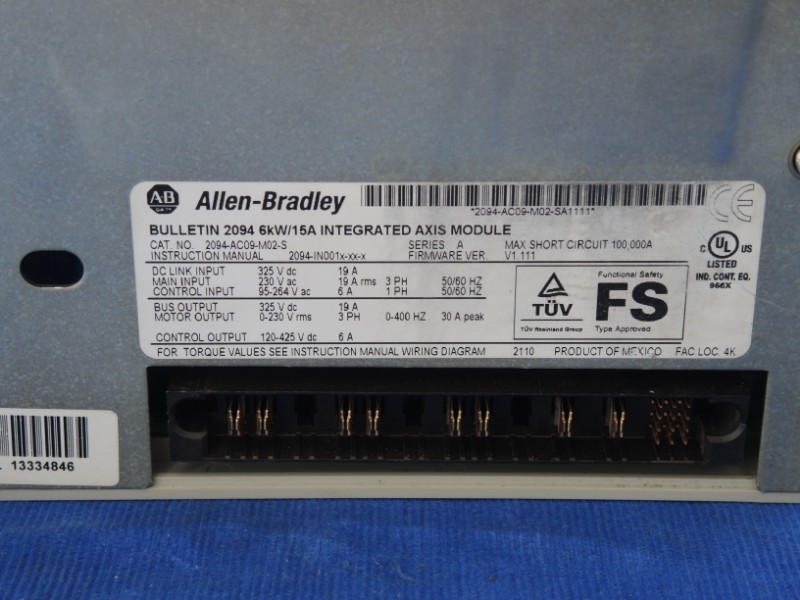 AB Allen-Bradley
*2094-AC09-M02-SA1111*
CE
BULLETIN 2094 6kW/15A INTEGRATED AXIS MODULE
CAT. NO. 2094-AC09-M02-S SERIES A MAX SHORT CIRCUIT 100,000A
INSTRUCTION MANUAL 2094-IN001x-xx-x FIRMWARE VER. V1.111
C UL US
LISTED
IND. CONT. EQ.
966X
DC LINK INPUT 325 V dc 19 A
MAIN INPUT 230 V ac 19 A rms 3 PH 50/60 HZ
CONTROL INPUT 95-264 V ac 6 A 1 PH 50/60 HZ
BUS OUTPUT 325 V dc 19 A
MOTOR OUTPUT 0-230 V rms 3 PH 0-400 HZ 30 A peak
CONTROL OUTPUT 120-425 V dc 6 A
TÜV
TÜV Rheinland Group
Functional Safety
FS
Type Approved
FOR TORQUE VALUES SEE INSTRUCTION MANUAL WIRING DIAGRAM 2110 PRODUCT OF MEXICO FAC. LOC. 4K
13334846